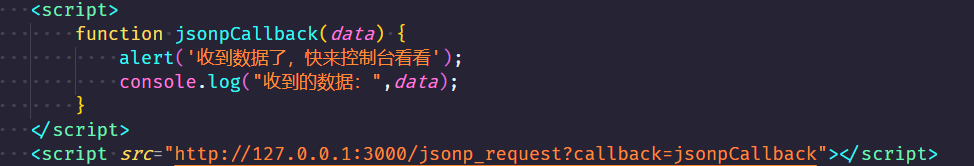 <script>
function jsonpCallback(data) {
alert('收到数据了，快来控制台看看');
console.log("收到的数据：",data);
}
</script>
<script src="http://127.0.0.1:3000/jsonp_request?callback=jsonpCallback"></script>